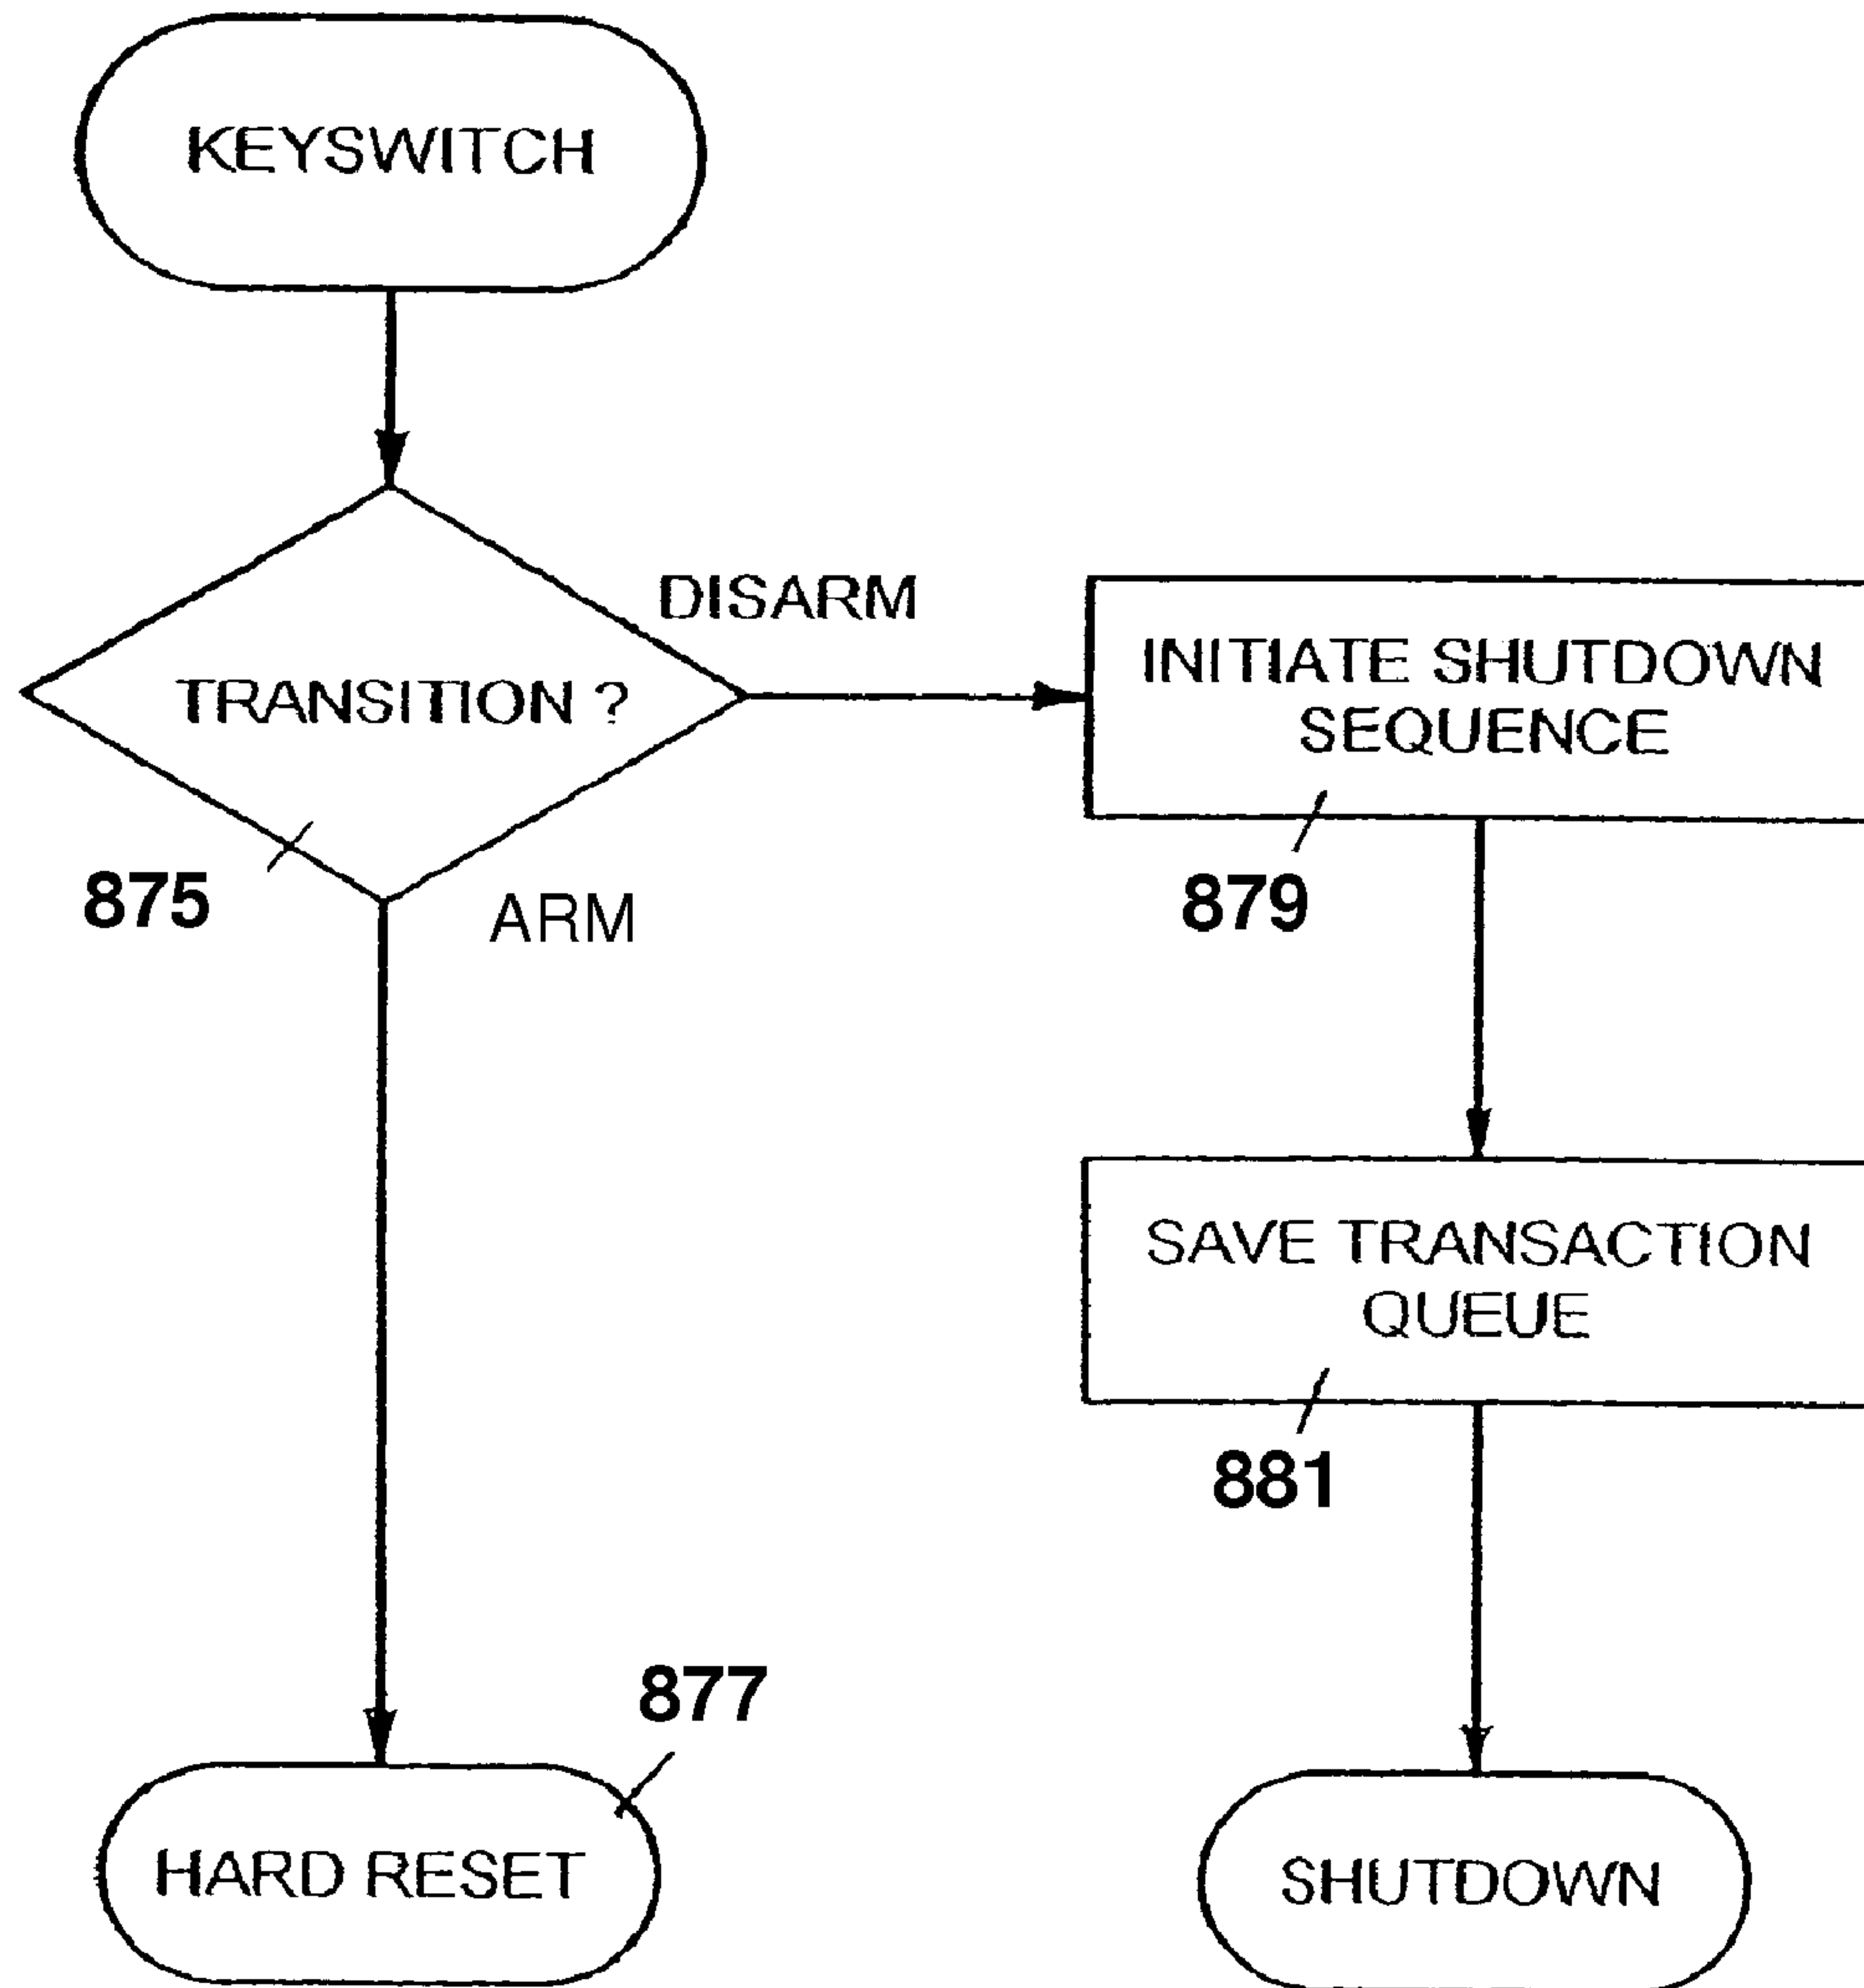 KEYSWITCH
DISARM
TRANSITION ?
875
ARM
INITIATE SHUTDOWN
SEQUENCE
879
SAVE TRANSACTION
QUEUE
881
877
HARD RESET
SHUTDOWN